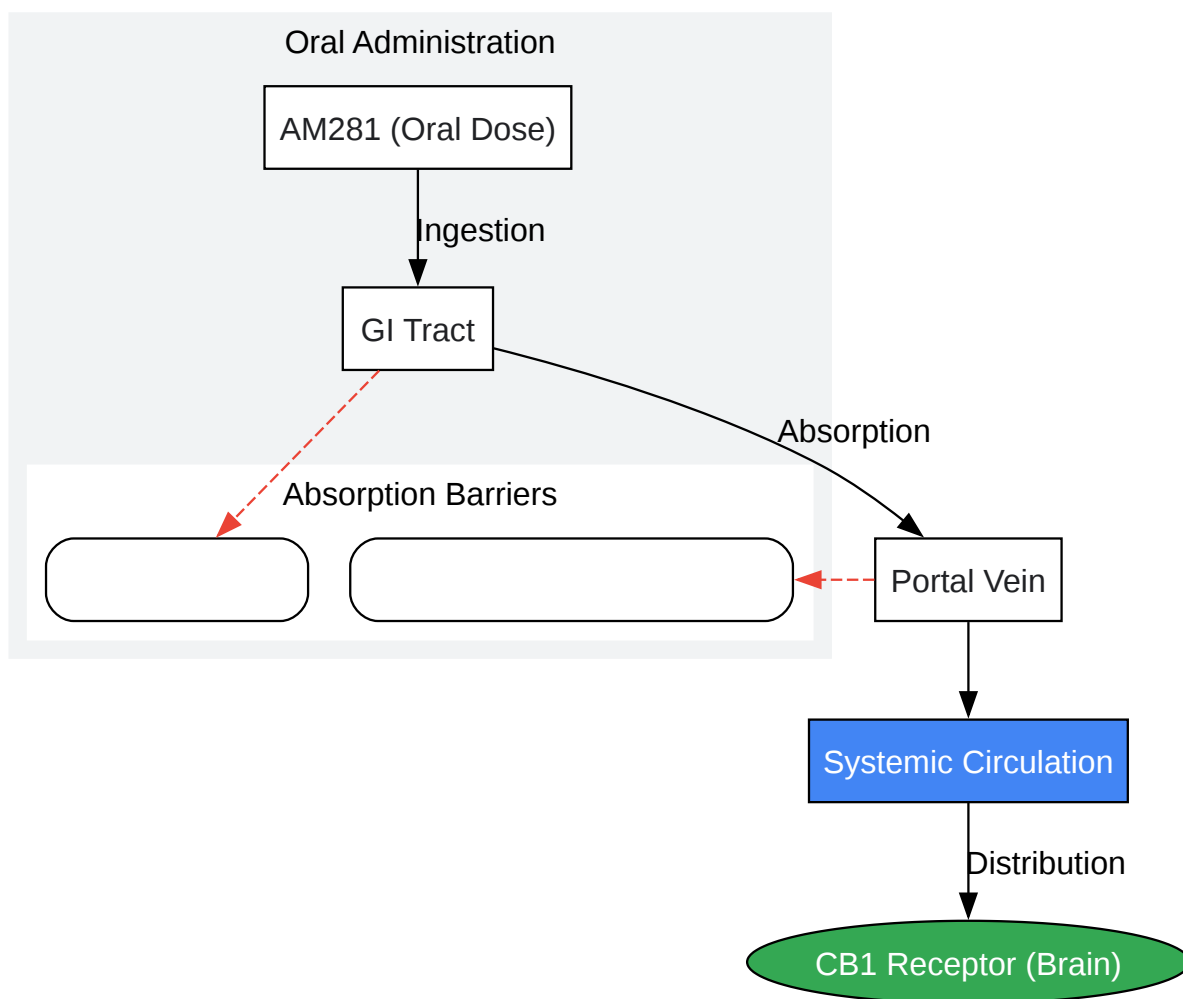 Oral Administration
AM281 (Oral Dose)
Ingestion
GI Tract
Absorption
Absorption Barriers
Portal Vein
Systemic Circulation
Distribution
CB1 Receptor (Brain)